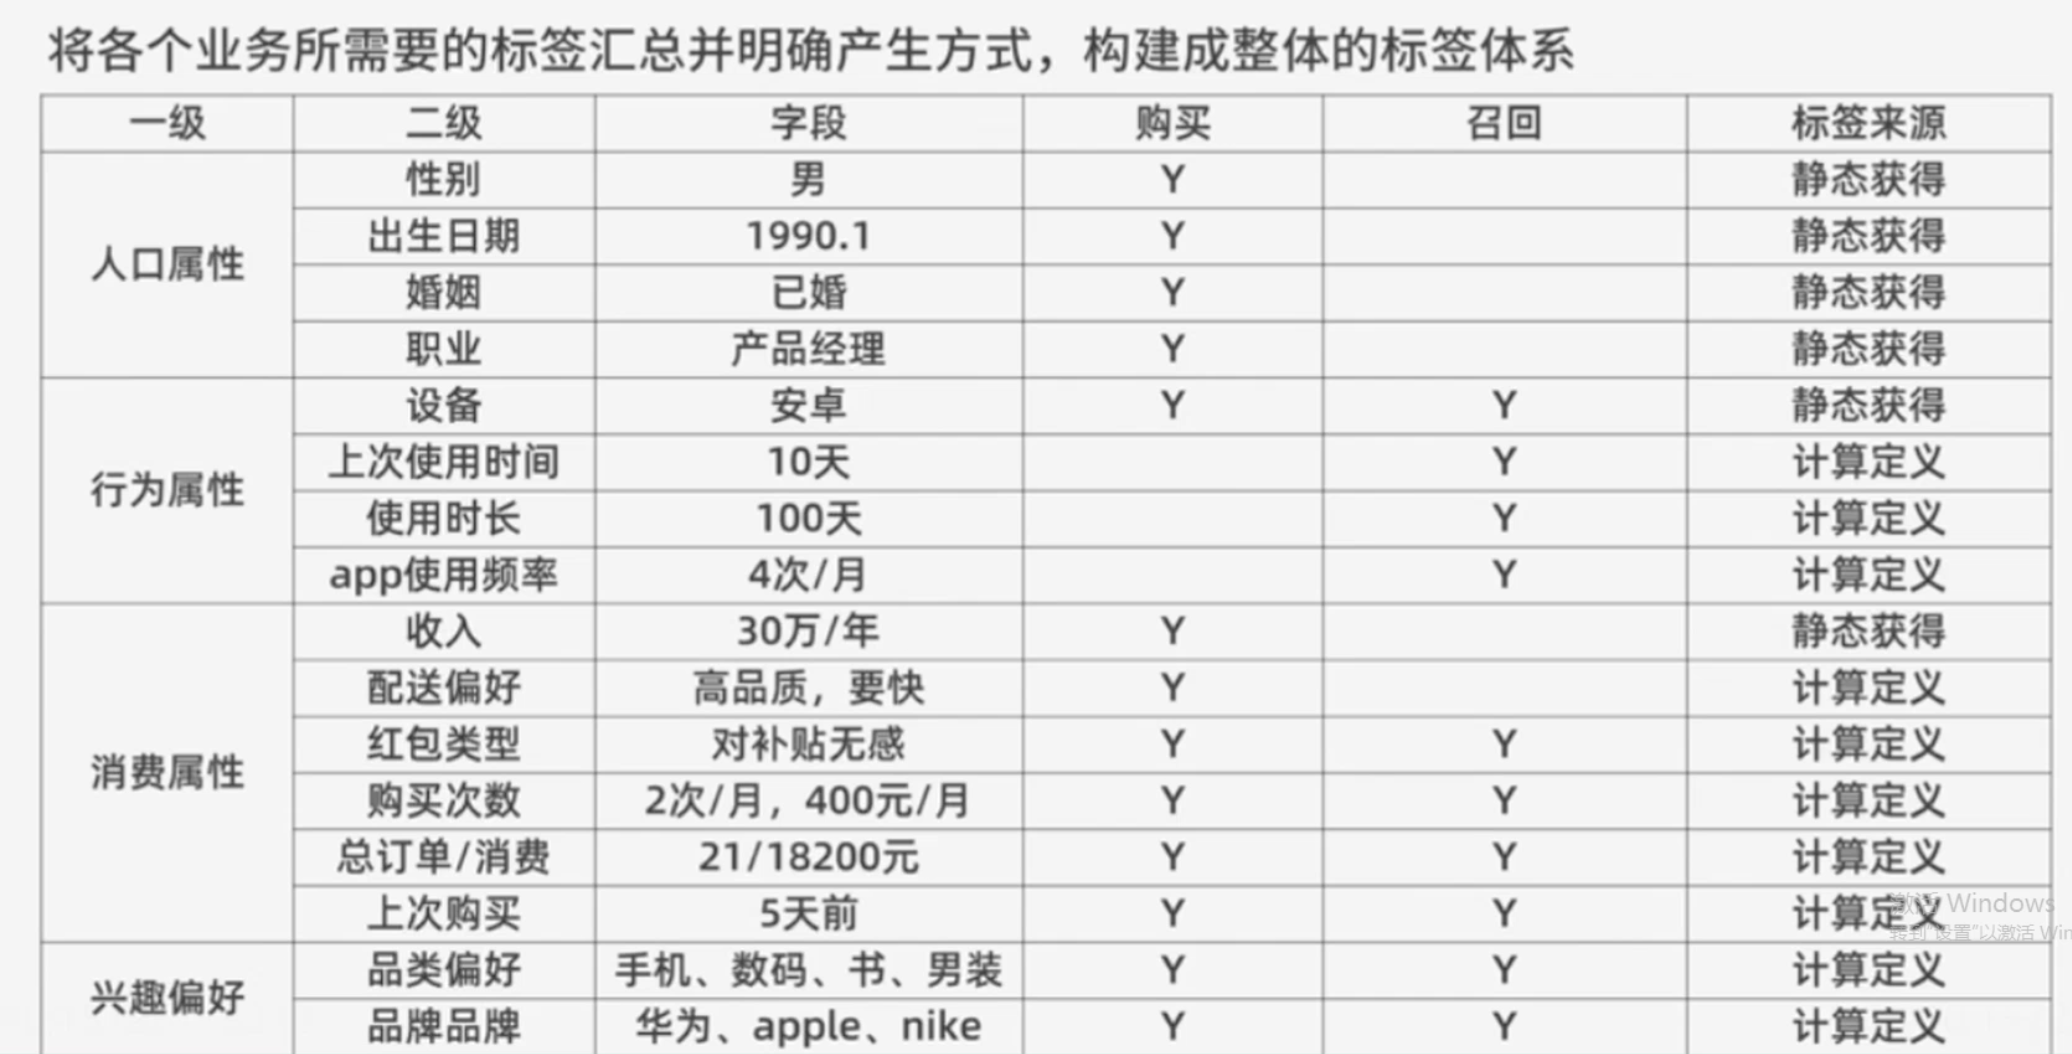 将各个业务所需要的标签汇总并明确产生方式，构建成整体的标签体系
一级 二级 字段 购买 召回 标签来源
人口属性 性别 男 Y 静态获得
出生日期 1990.1 Y 静态获得
婚姻 已婚 Y 静态获得
职业 产品经理 Y 静态获得
行为属性 设备 安卓 Y Y 静态获得
上次使用时间 10天 Y 计算定义
使用时长 100天 Y 计算定义
app使用频率 4次/月 Y 计算定义
消费属性 收入 30万/年 Y 静态获得
配送偏好 高品质，要快 Y 计算定义
红包类型 对补贴无感 Y Y 计算定义
购买次数 2次/月，400元/月 Y Y 计算定义
总订单/消费 21/18200元 Y Y 计算定义
上次购买 5天前 Y Y 计算定义
激活 Windows
转到"设置"以激活 Win
兴趣偏好 品类偏好 手机、数码、书、男装 Y Y 计算定义
品牌品牌 华为、apple、nike Y Y 计算定义